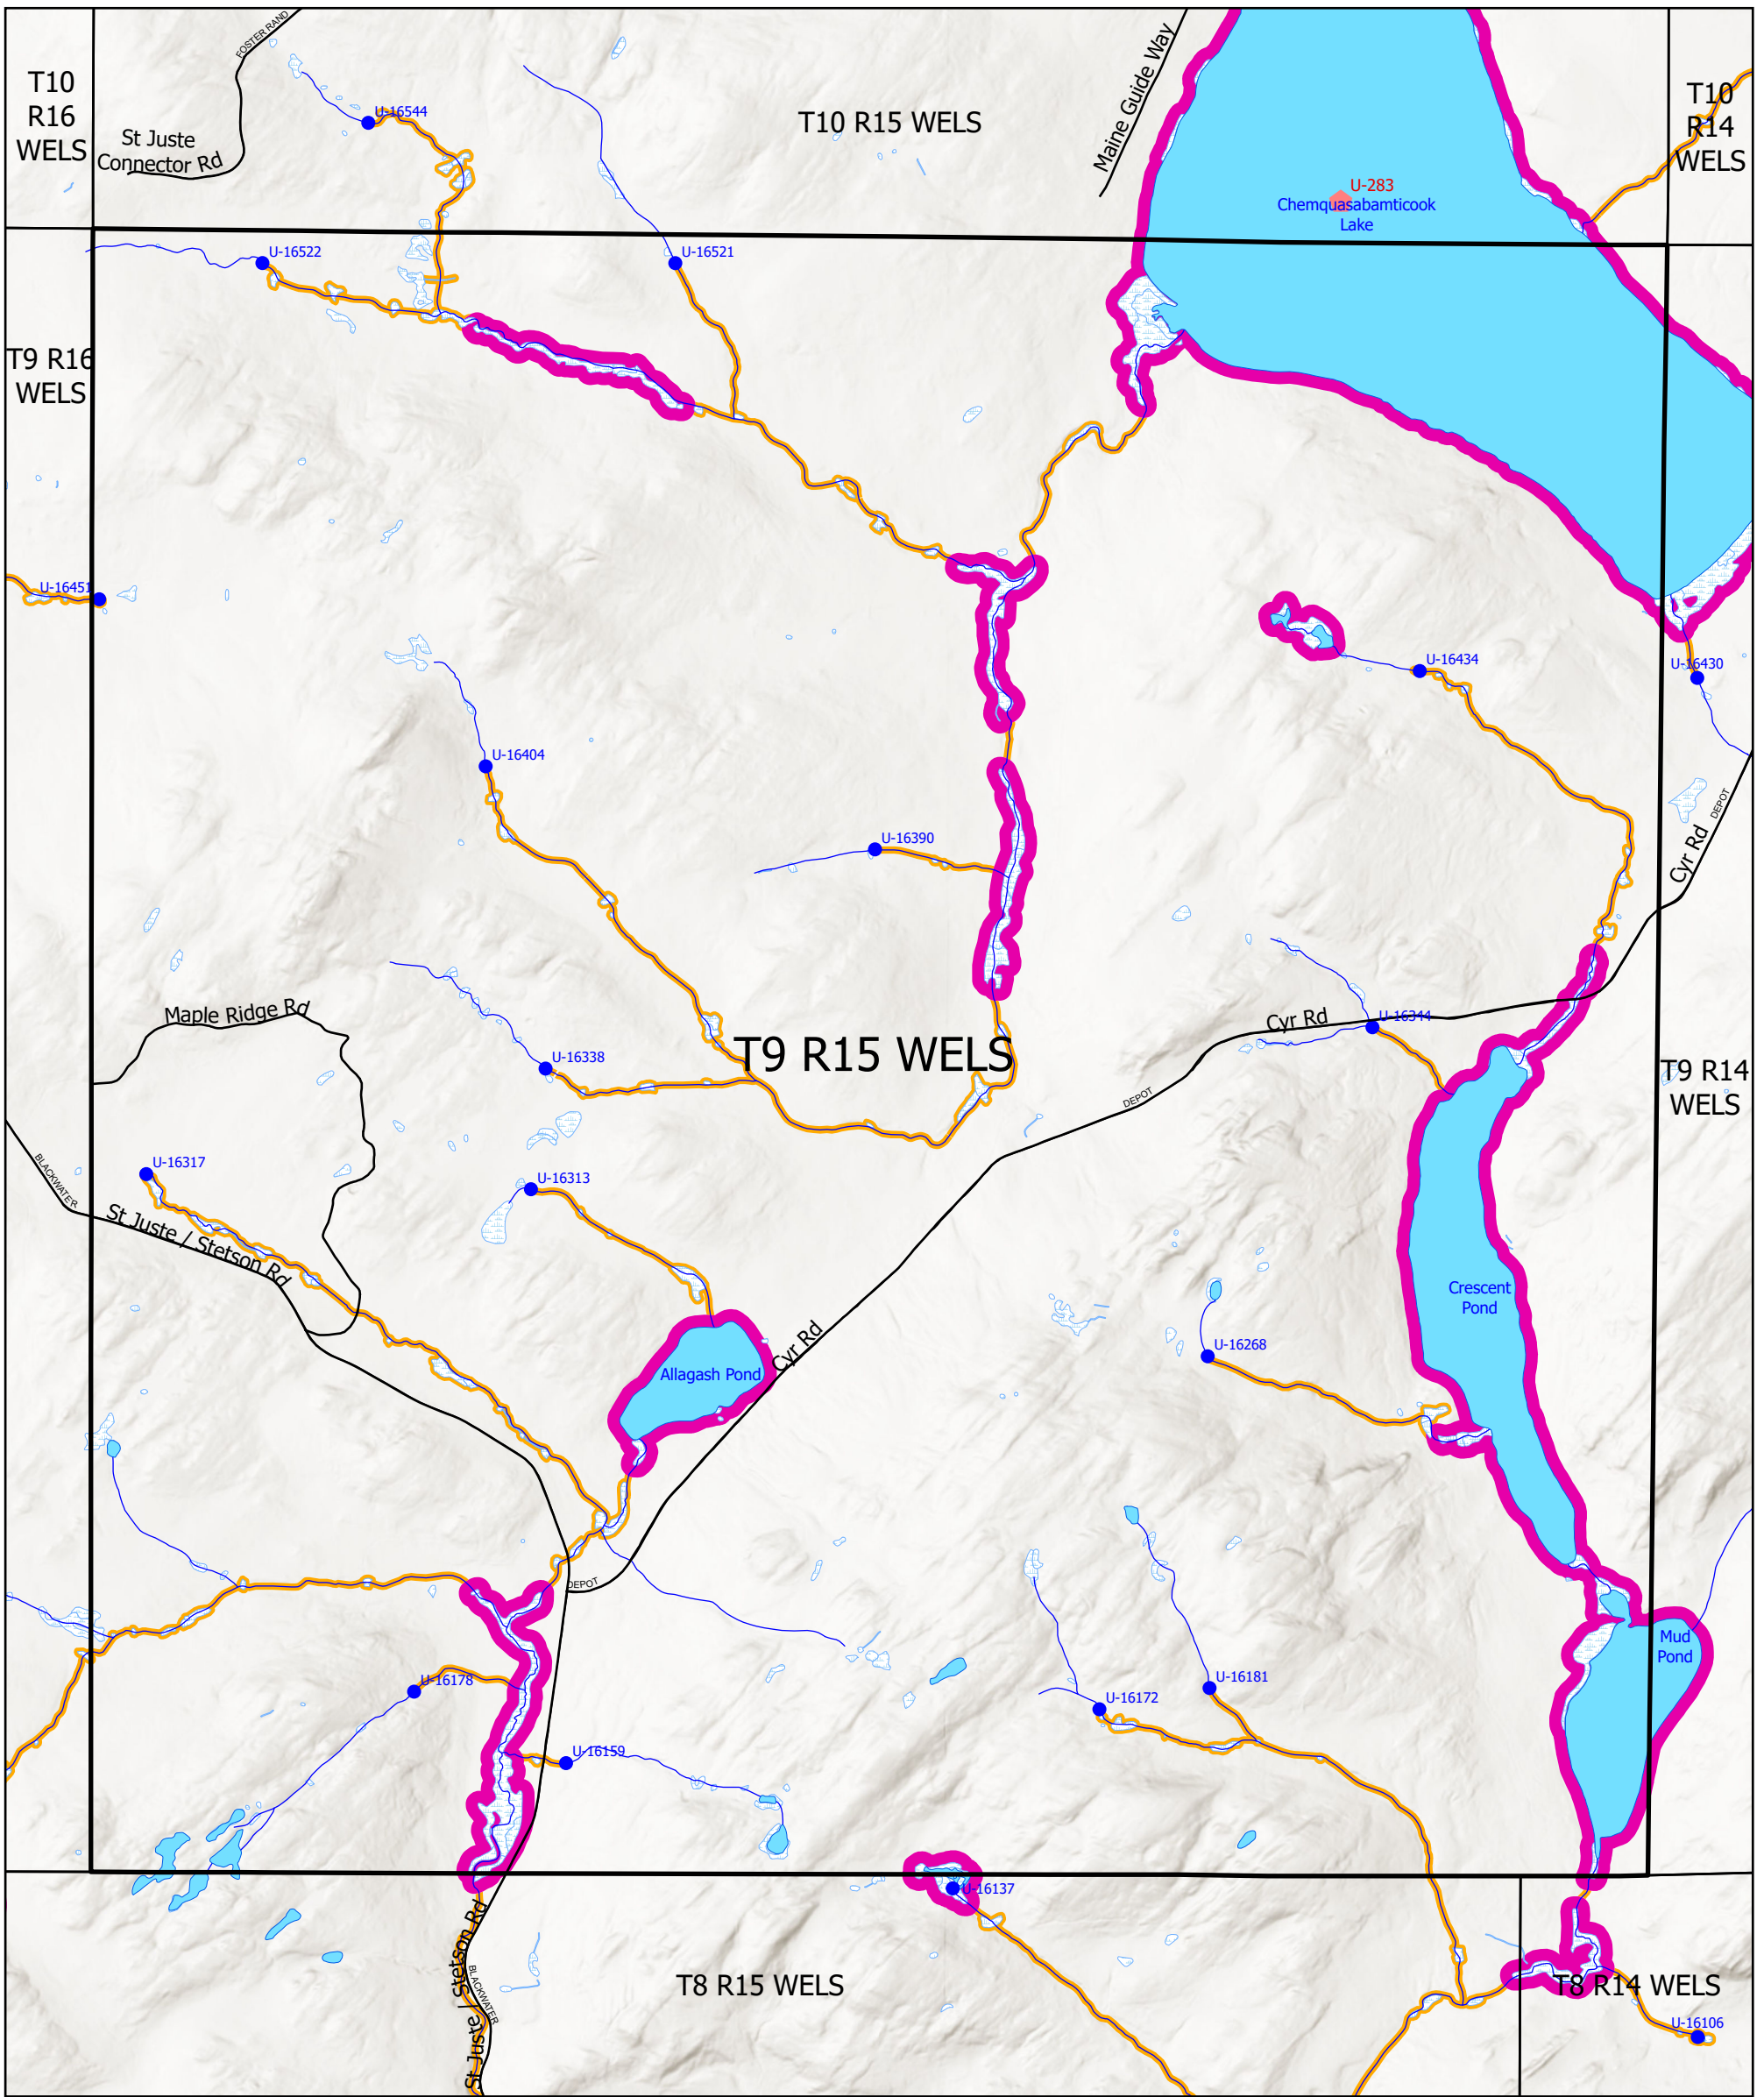 FOSTER RAND
Maine Guide Way
T10
R16
WELS
U-16544
T10 R15 WELS
T10
R14
WELS
St Juste
Connector Rd
U-283
Chemquasabamticook
Lake
U-16522
U-16521
T9 R16
WELS
U-16451
U-16434
U-16430
U-16404
DEPOT
Cyr Rd
U-16390
Maple Ridge Rd
Cyr Rd
U-16344
T9 R15 WELS
U-16338
T9 R14
WELS
DEPOT
BLACKWATER
U-16317
U-16313
St Juste / Stetson Rd
Crescent
Pond
Cyr Rd
U-16268
Allagash Pond
DEPOT
Mud
Pond
U-16178
U-16181
U-16172
U-16159
U-16137
St Juste / Stetson Rd
BLACKWATER
T8 R15 WELS
T8 R14 WELS
U-16106
St Juste /